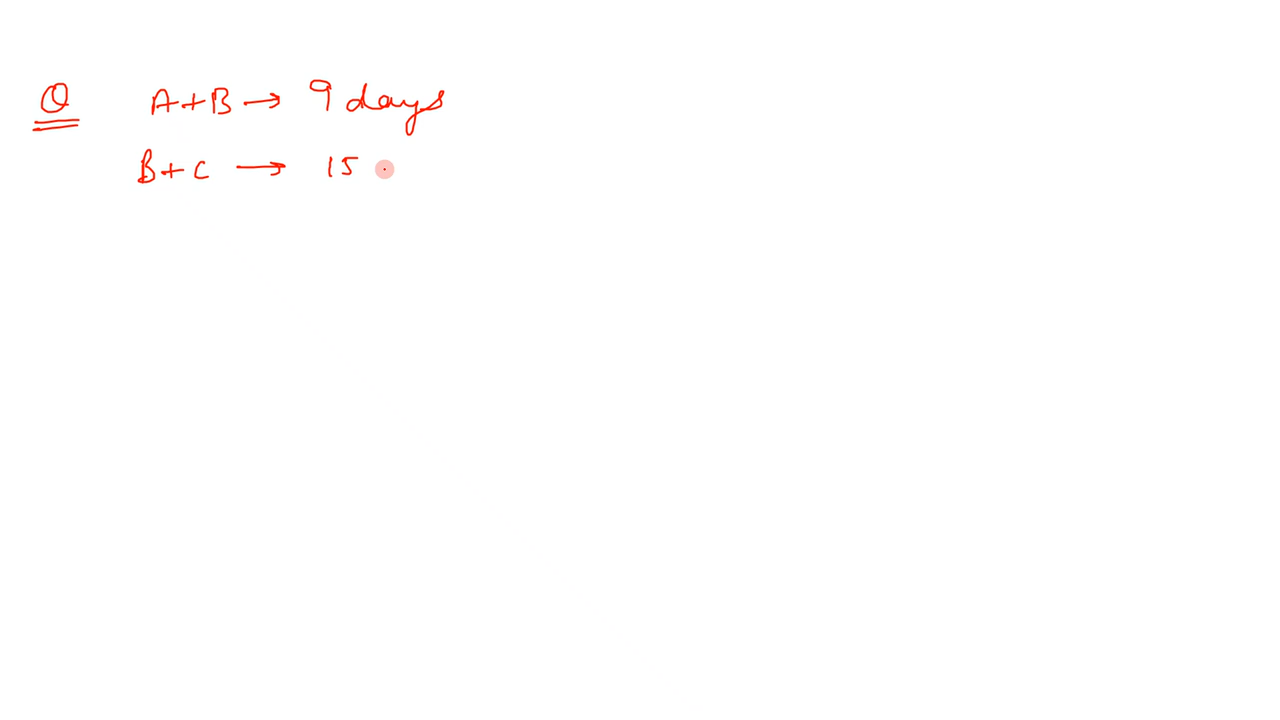 Q A+B → 9 days
B+C → 15